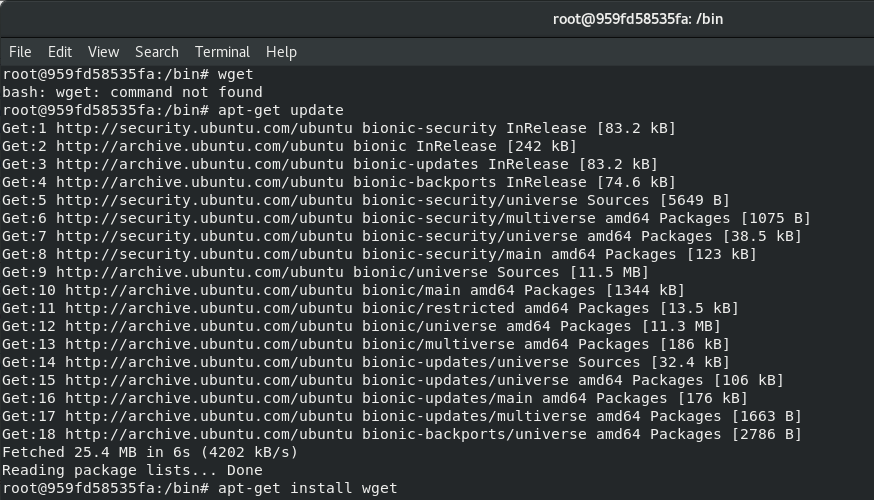 root@959fd58535fa: /bin
File Edit View Search Terminal Help
root@959fd58535fa:/bin# wget
bash: wget: command not found
root@959fd58535fa:/bin# apt-get update
Get:1 http://security.ubuntu.com/ubuntu bionic-security InRelease [83.2 kB]
Get:2 http://archive.ubuntu.com/ubuntu bionic InRelease [242 kB]
Get:3 http://archive.ubuntu.com/ubuntu bionic-updates InRelease [83.2 kB]
Get:4 http://archive.ubuntu.com/ubuntu bionic-backports InRelease [74.6 kB]
Get:5 http://security.ubuntu.com/ubuntu bionic-security/universe Sources [5649 B]
Get:6 http://security.ubuntu.com/ubuntu bionic-security/multiverse amd64 Packages [1075 B]
Get:7 http://security.ubuntu.com/ubuntu bionic-security/universe amd64 Packages [38.5 kB]
Get:8 http://security.ubuntu.com/ubuntu bionic-security/main amd64 Packages [123 kB]
Get:9 http://archive.ubuntu.com/ubuntu bionic/universe Sources [11.5 MB]
Get:10 http://archive.ubuntu.com/ubuntu bionic/main amd64 Packages [1344 kB]
Get:11 http://archive.ubuntu.com/ubuntu bionic/restricted amd64 Packages [13.5 kB]
Get:12 http://archive.ubuntu.com/ubuntu bionic/universe amd64 Packages [11.3 MB]
Get:13 http://archive.ubuntu.com/ubuntu bionic/multiverse amd64 Packages [186 kB]
Get:14 http://archive.ubuntu.com/ubuntu bionic-updates/universe Sources [32.4 kB]
Get:15 http://archive.ubuntu.com/ubuntu bionic-updates/universe amd64 Packages [106 kB]
Get:16 http://archive.ubuntu.com/ubuntu bionic-updates/main amd64 Packages [176 kB]
Get:17 http://archive.ubuntu.com/ubuntu bionic-updates/multiverse amd64 Packages [1663 B]
Get:18 http://archive.ubuntu.com/ubuntu bionic-backports/universe amd64 Packages [2786 B]
Fetched 25.4 MB in 6s (4202 kB/s)
Reading package lists... Done
root@959fd58535fa:/bin# apt-get install wget